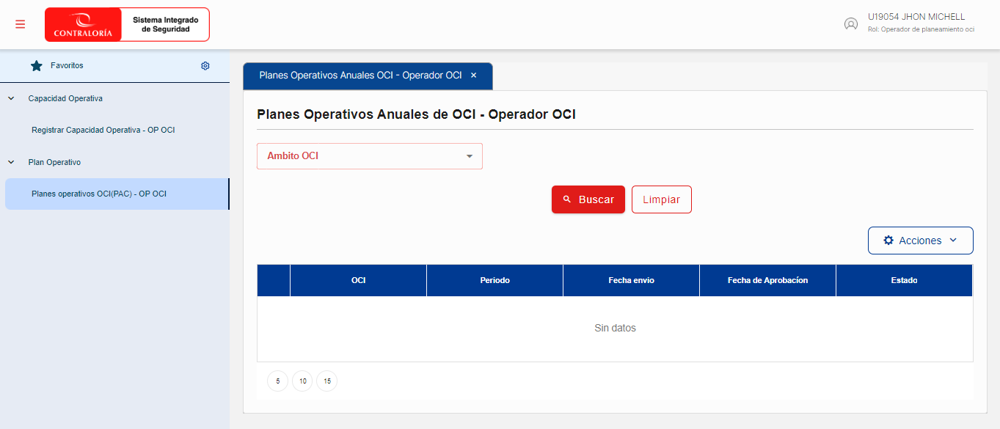 CONTRALORÍA
Sistema Integrado
de Seguridad
U19054 JHON MICHELL
Rol: Operador de planeamiento oci
Favoritos
Capacidad Operativa
Registrar Capacidad Operativa - OP OCI
Plan Operativo
Planes operativos OCI(PAC) - OP OCI
Planes Operativos Anuales OCI - Operador OCI ×
Planes Operativos Anuales de OCI - Operador OCI
Ambito OCI
Buscar Limpiar
Acciones
OCI Periodo Fecha envio Fecha de Aprobacíon Estado
Sin datos
5 10 15